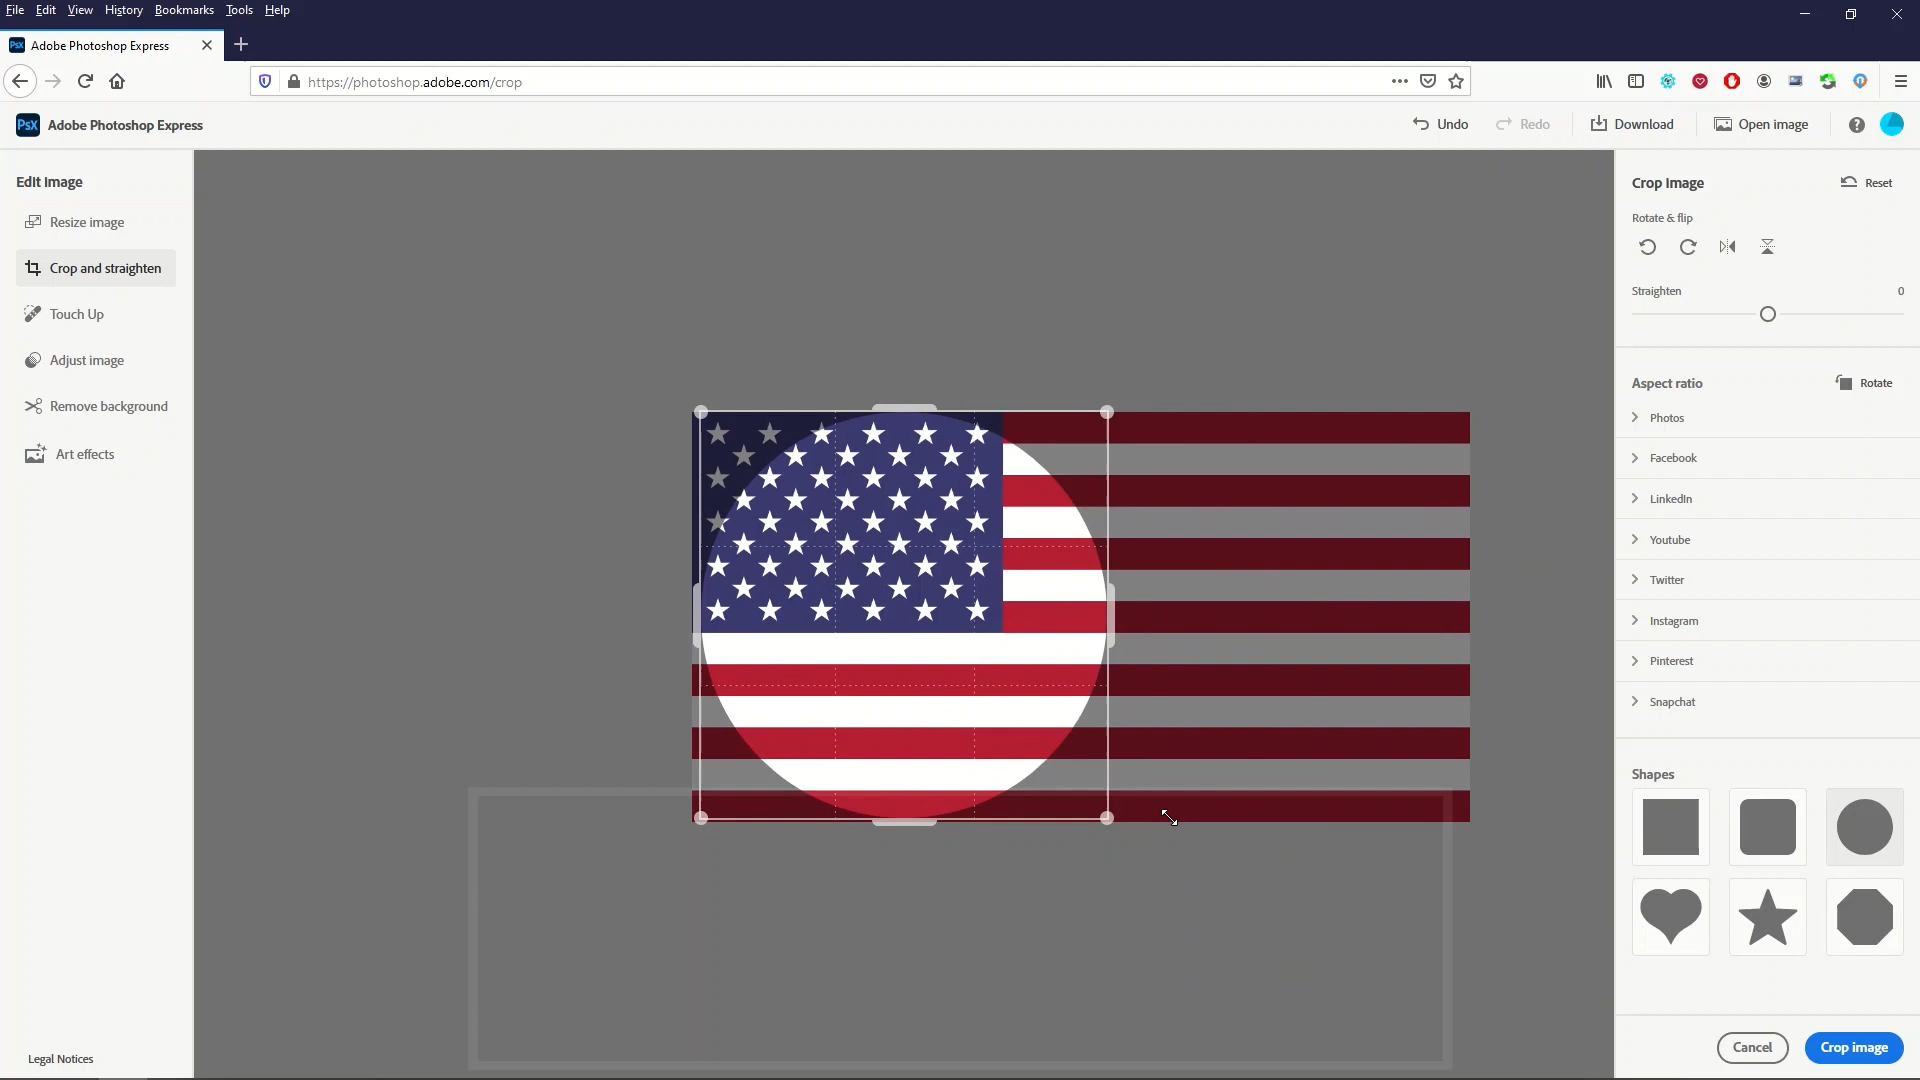 File Edit View History Bookmarks Tools Help
Adobe Photoshop Express
https://photoshop.adobe.com/crop
PsX Adobe Photoshop Express
Undo Redo Download Open image
Edit Image
Resize image
Crop and straighten
Touch Up
Adjust image
Remove background
Art effects
Legal Notices
Crop Image Reset
Rotate & flip
Straighten 0
Aspect ratio Rotate
Photos
Facebook
LinkedIn
Youtube
Twitter
Instagram
Pinterest
Snapchat
Shapes
Cancel Crop image